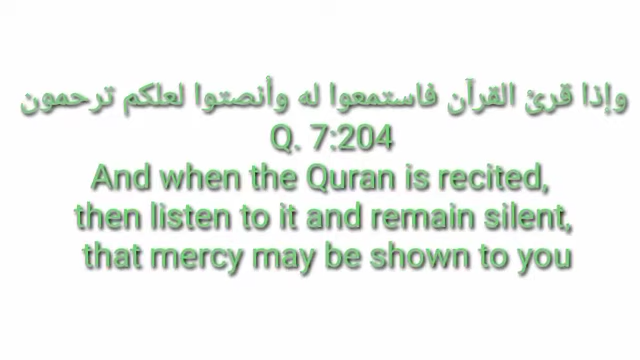 وإذا قرئ القرآن فاستمعوا له وأنصتوا لعلكم ترحمون
Q. 7:204
And when the Quran is recited,
then listen to it and remain silent,
that mercy may be shown to you